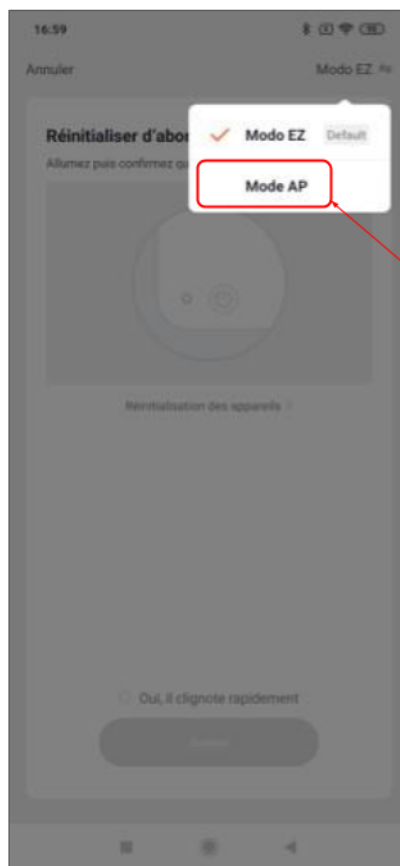 16:59
Annuler
Modo EZ
Modo EZ
Default
Réinitialiser d'abor
Mode AP
Allumez puis confirmez qu
Réinitialisation des appareils
Oui, il clignote rapidement